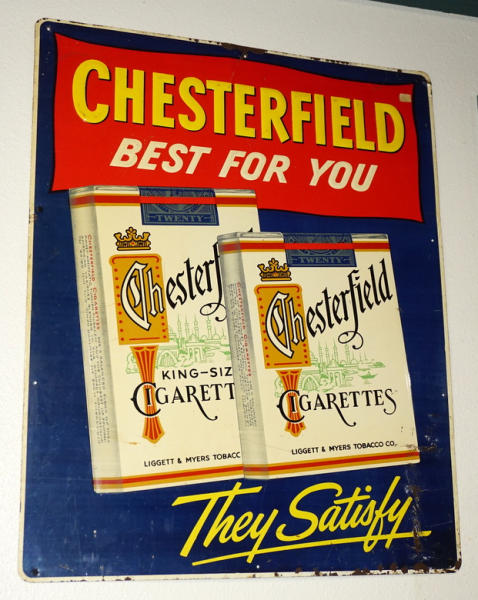 CHESTERFIELD
BEST FOR YOU
TWENTY
Chesterf
KING-SIZ
CIGARETT
LIGGETT & MYERS TOBACC
TWENTY
Chesterfield
CIGARETTES
LIGGETT & MYERS TOBACCO CO.
They Satisfy